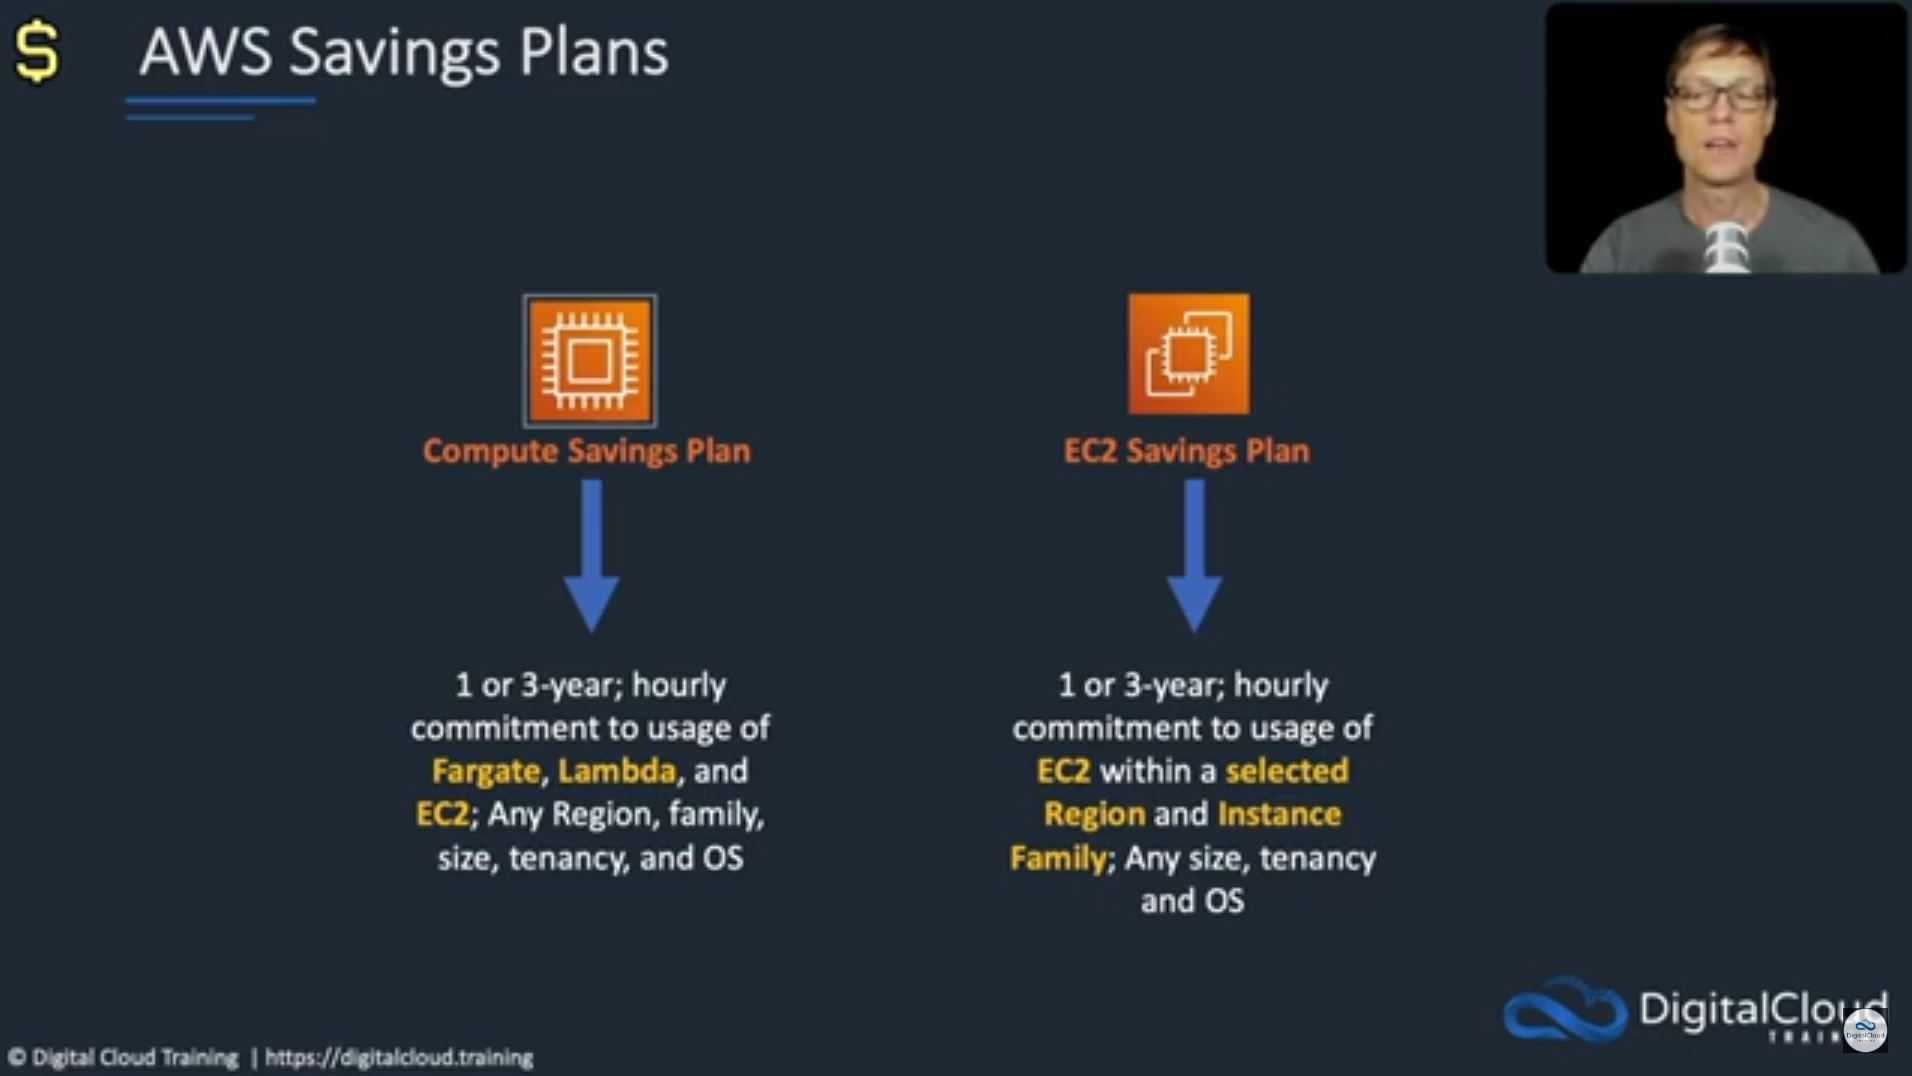 $ AWS Savings Plans
Compute Savings Plan
1 or 3-year; hourly
commitment to usage of
Fargate, Lambda, and
EC2; Any Region, family,
size, tenancy, and OS
EC2 Savings Plan
1 or 3-year; hourly
commitment to usage of
EC2 within a selected
Region and Instance
Family; Any size, tenancy
and OS
DigitalCloud
© Digital Cloud Training | https://digitalcloud.training